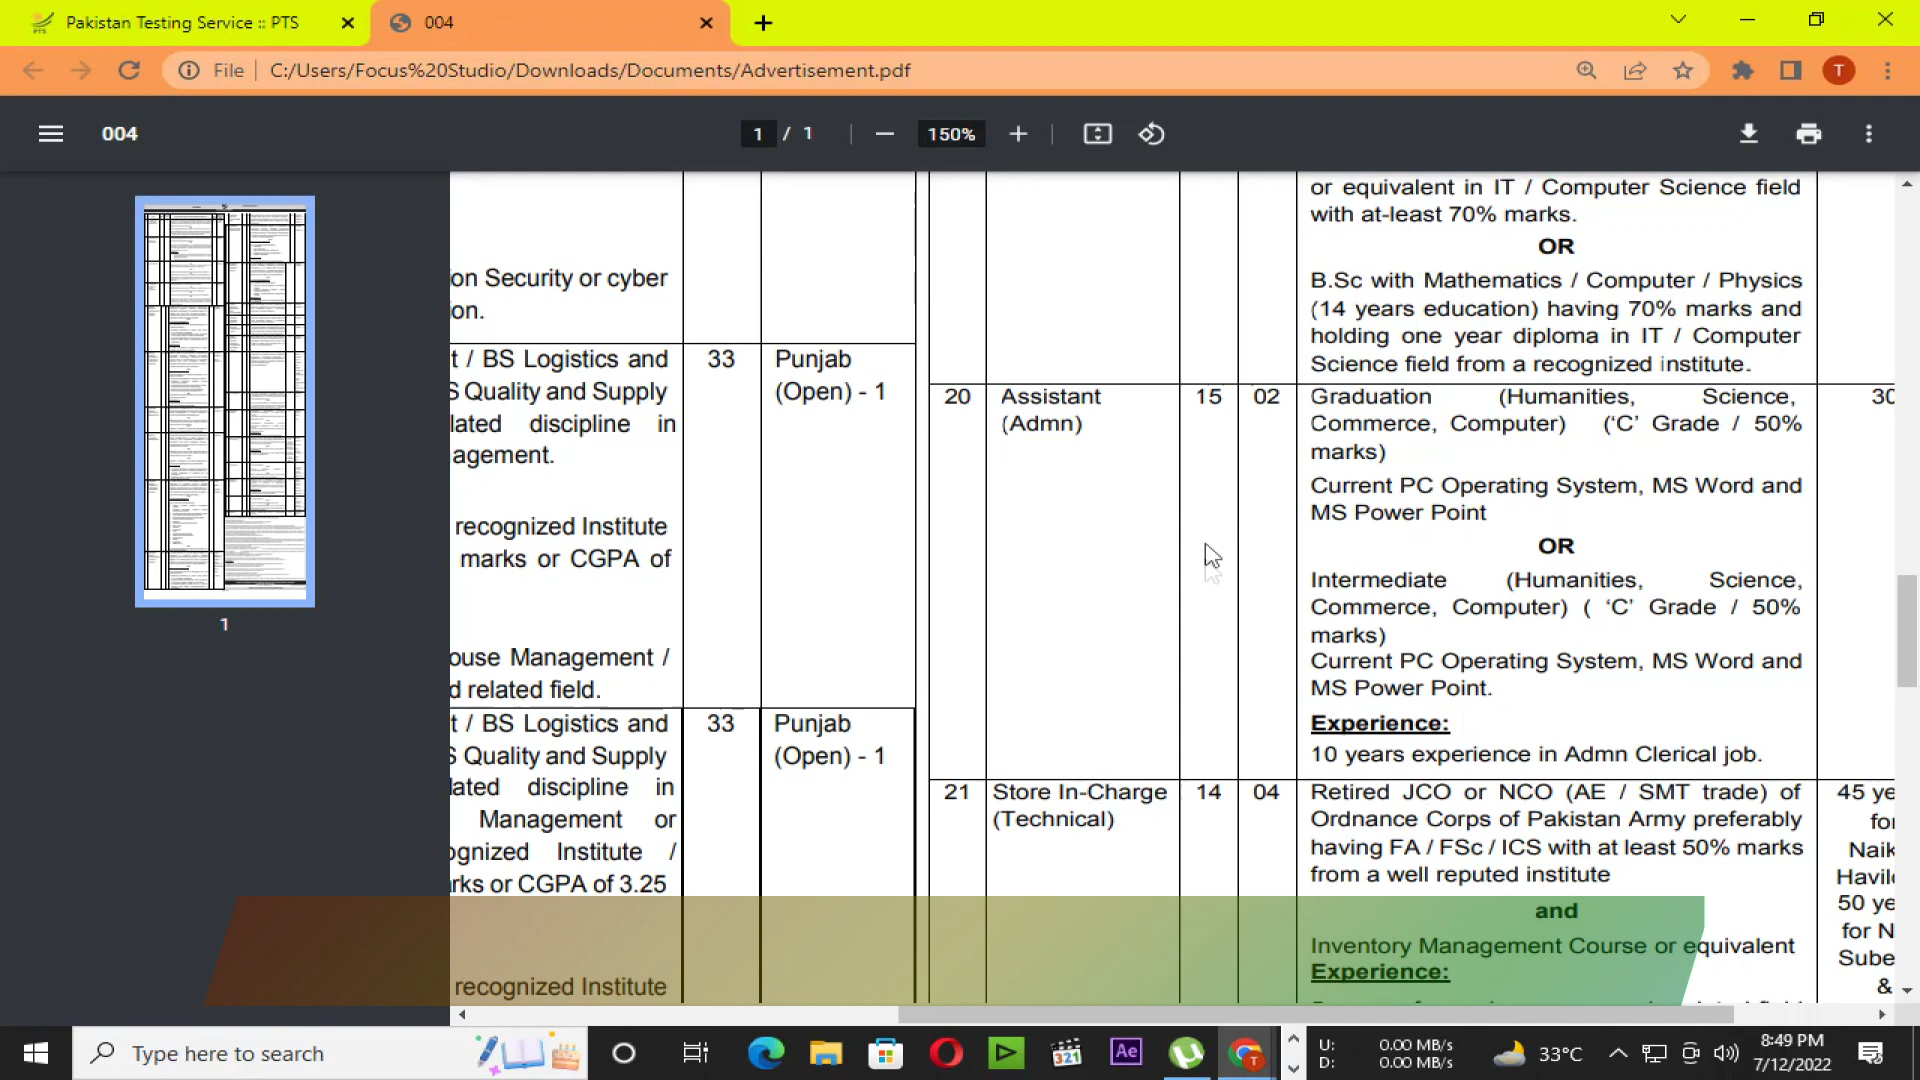 Pakistan Testing Service :: PTS
004
File
C:/Users/Focus%20Studio/Downloads/Documents/Advertisement.pdf
T
004
1 / 1
150%
1
on Security or cyber
on.
t / BS Logistics and
S Quality and Supply
lated discipline in
agement.
recognized Institute
marks or CGPA of
ouse Management /
d related field.
33
Punjab
(Open) - 1
t / BS Logistics and
S Quality and Supply
lated discipline in
Management or
ognized Institute /
rks or CGPA of 3.25
recognized Institute
33
Punjab
(Open) - 1
or equivalent in IT / Computer Science field
with at-least 70% marks.
OR
B.Sc with Mathematics / Computer / Physics
(14 years education) having 70% marks and
holding one year diploma in IT / Computer
Science field from a recognized institute.
20
Assistant
(Admn)
15
02
Graduation (Humanities, Science,
Commerce, Computer) (‘C’ Grade / 50%
marks)
Current PC Operating System, MS Word and
MS Power Point
OR
Intermediate (Humanities, Science,
Commerce, Computer) ( ‘C’ Grade / 50%
marks)
Current PC Operating System, MS Word and
MS Power Point.
Experience:
10 years experience in Admn Clerical job.
30
21
Store In-Charge
(Technical)
14
04
Retired JCO or NCO (AE / SMT trade) of
Ordnance Corps of Pakistan Army preferably
having FA / FSc / ICS with at least 50% marks
from a well reputed institute
and
Inventory Management Course or equivalent
Experience:
45 ye
for
Naik
Havild
50 ye
for N
Sube
&
Type here to search
321
Ae
T
U: 0.00 MB/s
D: 0.00 MB/s
33°C
8:49 PM
7/12/2022